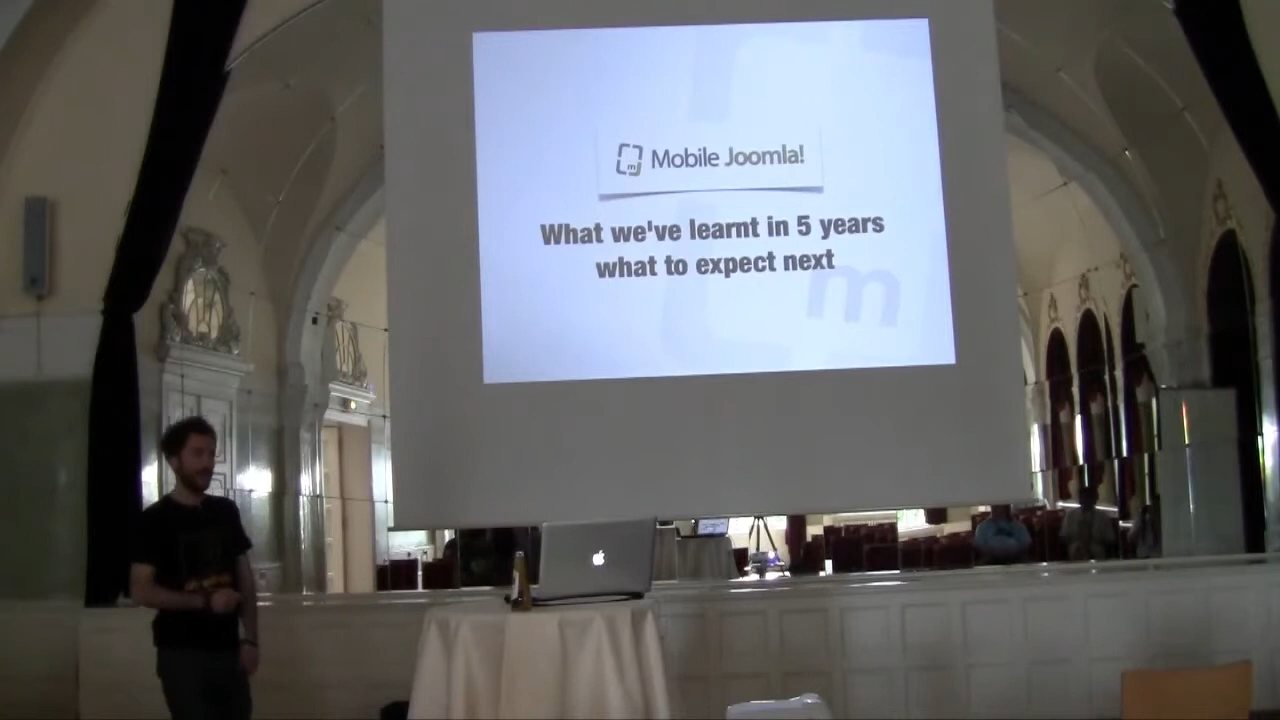 m Mobile Joomla!
What we've learnt in 5 years
what to expect next
m